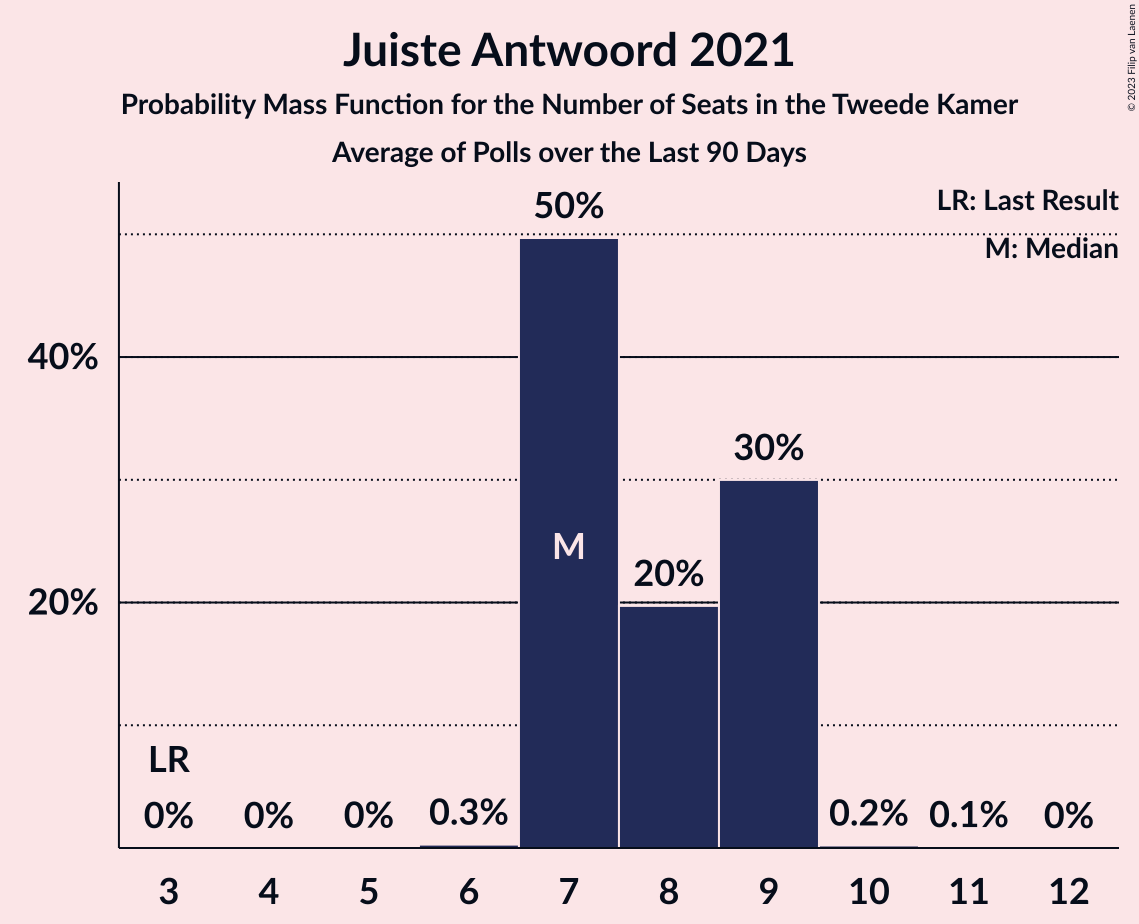 Juiste Antwoord 2021
Probability Mass Function for the Number of Seats in the Tweede Kamer
Average of Polls over the Last 90 Days
© 2023 Filip van Laenen
LR: Last Result
M: Median
50%
40%
30%
M
20%
20%
LR
0%
0%
0%
0.3%
0.2%
0.1%
0%
3
4
5
6
7
8
9
10
11
12